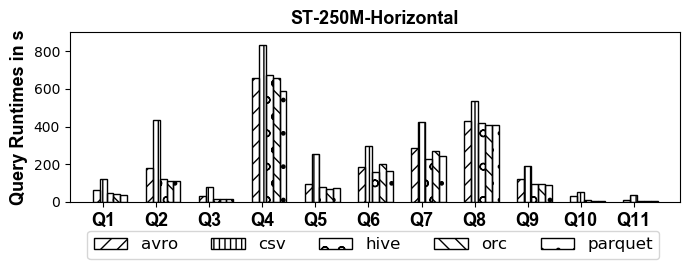 ST-250M-Horizontal
Query Runtimes in s
800
600
400
200
0
Q1 Q2 Q3 Q4 Q5 Q6 Q7 Q8 Q9 Q10 Q11
avro csv hive orc parquet